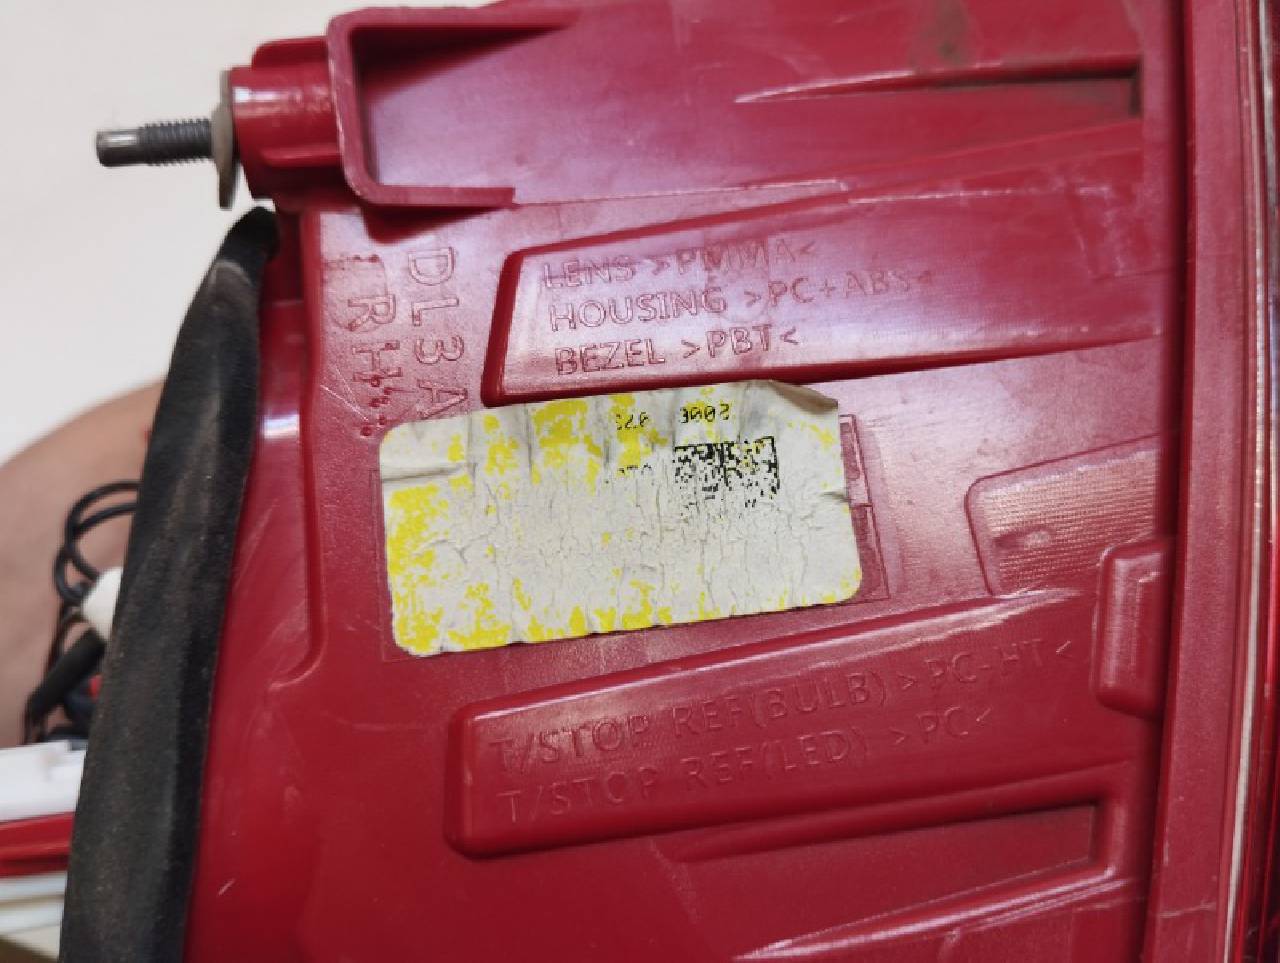 DL3A
RH
LENS >PMMA<
HOUSING >PC+ABS<
BEZEL >PBT<
T/STOP REF(BULB) >PC-HT<
T/STOP REF(LED) >PC<